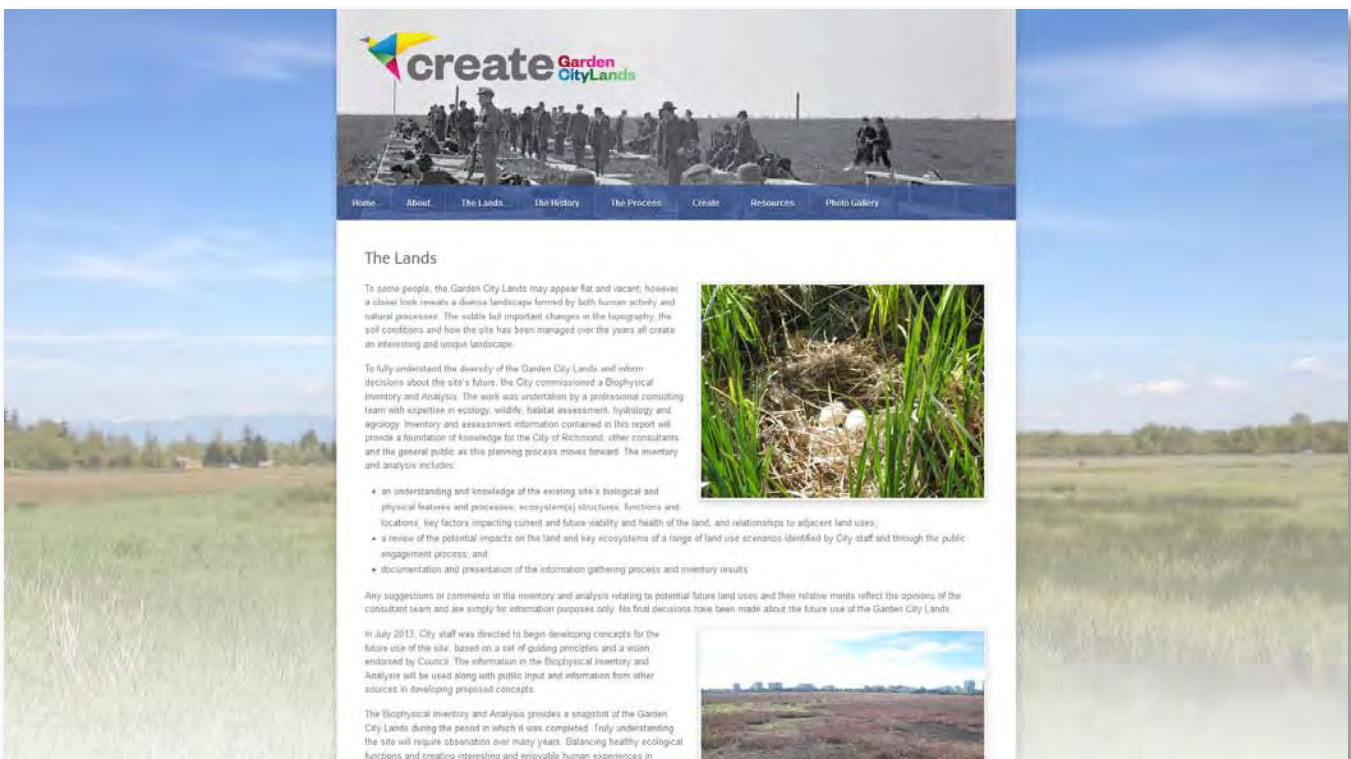 create Garden
CityLands
Home About The Lands The History The Process Create Resources Photo Gallery
The Lands
To some people, the Garden City Lands may appear flat and vacant; however
a closer look reveals a diverse landscape formed by both human activity and
natural processes. The subtle but important changes in the topography, the
soil conditions and how the site has been managed over the years all create
an interesting and unique landscape.
To fully understand the diversity of the Garden City Lands and inform
decisions about the site's future, the City commissioned a Biophysical
Inventory and Analysis. The work was undertaken by a professional consulting
team with expertise in ecology, wildlife, habitat assessment, hydrology and
agrology. Inventory and assessment information contained in this report will
provide a foundation of knowledge for the City of Richmond, other consultants
and the general public as this planning process moves forward. The inventory
and analysis includes:
• an understanding and knowledge of the existing site's biological and
physical features and processes, ecosystem(s) structures, functions and
locations, key factors impacting current and future viability and health of the land, and relationships to adjacent land uses;
• a review of the potential impacts on the land and key ecosystems of a range of land use scenarios identified by City staff and through the public
engagement process; and
• documentation and presentation of the information gathering process and inventory results
Any suggestions or comments in the inventory and analysis relating to potential future land uses and their relative merits reflect the opinions of the
consultant team and are simply for information purposes only. No final decisions have been made about the future use of the Garden City Lands.
In July 2013, City staff was directed to begin developing concepts for the
future use of the site, based on a set of guiding principles and a vision
endorsed by Council. The information in the Biophysical Inventory and
Analysis will be used along with public input and information from other
sources in developing proposed concepts.
The Biophysical Inventory and Analysis provides a snapshot of the Garden
City Lands during the period in which it was completed. Truly understanding
the site will require observation over many years. Balancing healthy ecological
functions and creating interesting and enjoyable human experiences in